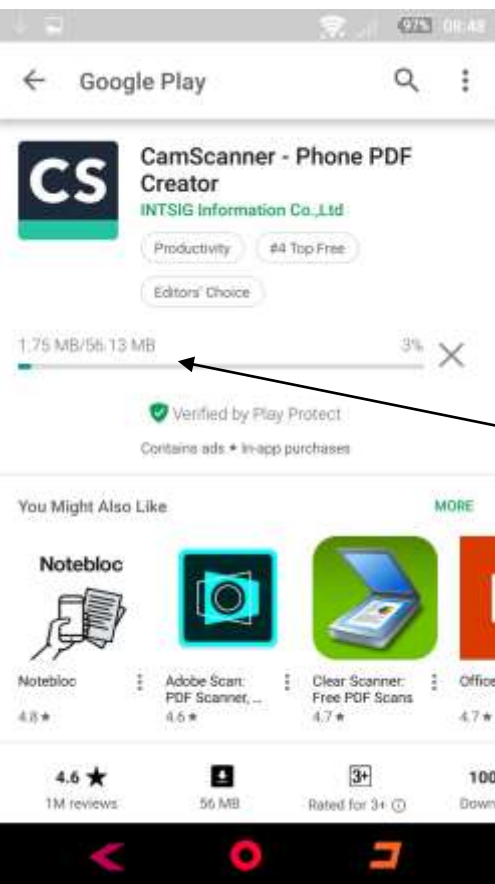 97% 08:48
Google Play
CS
CamScanner - Phone PDF
Creator
INTSIG Information Co.,Ltd
Productivity
#4 Top Free
Editors' Choice
1.75 MB/56.13 MB
3%
Verified by Play Protect
Contains ads • In-app purchases
You Might Also Like
MORE
Notebloc
Notebloc
4.8★
Adobe Scan:
PDF Scanner, ...
4.6★
Clear Scanner:
Free PDF Scans
4.7★
Office
4.7★
4.6 ★
1M reviews
56 MB
3+
Rated for 3+
100
Down